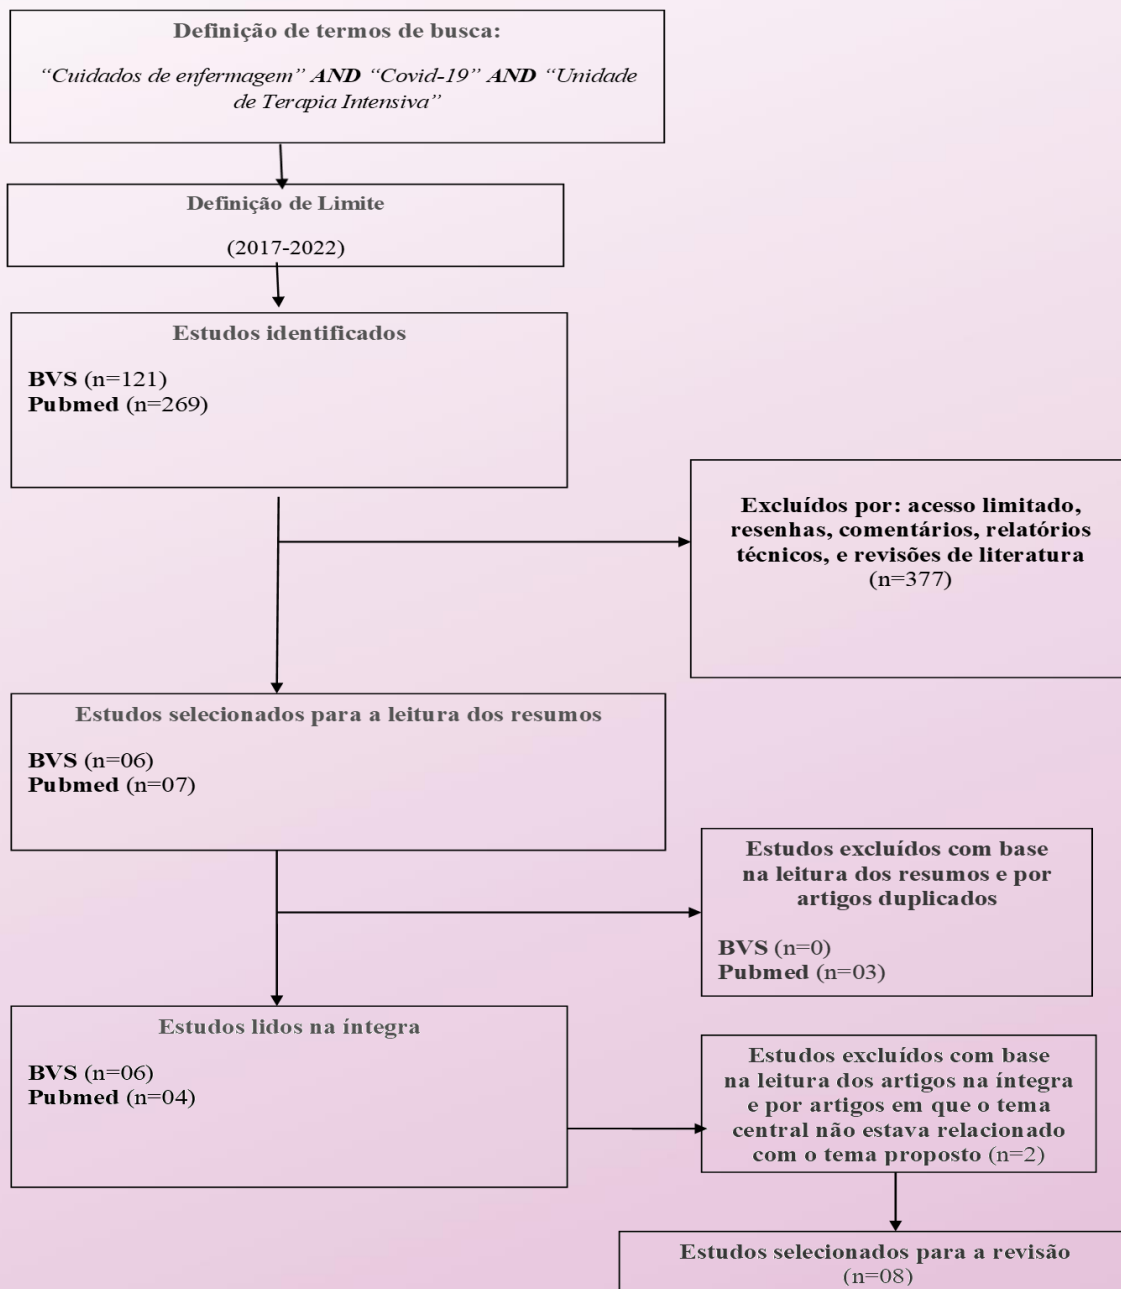 Definição de termos de busca:
“Cuidados de enfermagem” AND “Covid-19” AND “Unidade
de Terapia Intensiva”
Definição de Limite
(2017-2022)
Estudos identificados
BVS (n=121)
Pubmed (n=269)
Excluídos por: acesso limitado,
resenhas, comentários, relatórios
técnicos, e revisões de literatura
(n=377)
Estudos selecionados para a leitura dos resumos
BVS (n=06)
Pubmed (n=07)
Estudos excluídos com base
na leitura dos resumos e por
artigos duplicados
BVS (n=0)
Pubmed (n=03)
Estudos lidos na íntegra
BVS (n=06)
Pubmed (n=04)
Estudos excluídos com base
na leitura dos artigos na íntegra
e por artigos em que o tema
central não estava relacionado
com o tema proposto (n=2)
Estudos selecionados para a revisão
(n=08)